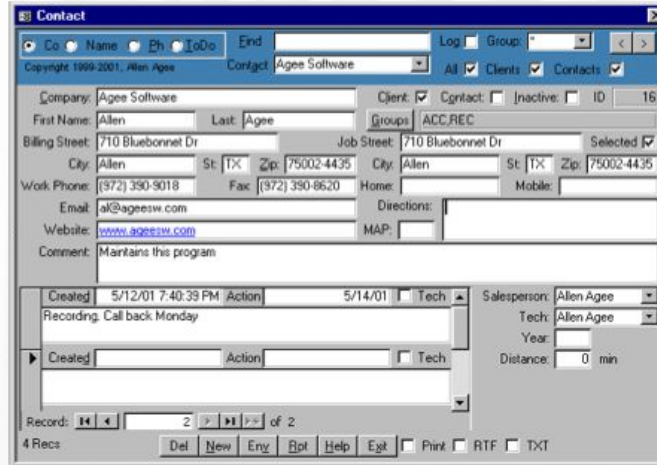 Contact
Co Name Ph ToDo Find Log Group: * < >
Copyright 1999-2001, Allen Agee Contact Agee Software All Clients Contacts
Company: Agee Software Client: Contact: Inactive: ID 16
First Name: Allen Last: Agee Groups ACC,REC
Billing Street: 710 Bluebonnet Dr Job Street: 710 Bluebonnet Dr Selected
City: Allen St: TX Zip: 75002-4435 City: Allen St: TX Zip: 75002-4435
Work Phone: (972) 390-9018 Fax: (972) 390-8620 Home: Mobile:
Email: al@ageesw.com Directions:
Website: www.ageesw.com MAP:
Comment: Maintains this program
Created 5/12/01 7:40:39 PM Action 5/14/01 Tech Salesperson: Allen Agee
Recording. Call back Monday Tech: Allen Agee
Year:
Created Action Tech Distance: 0 min
Record: 2 of 2
4 Recs Del New Env Rpt Help Exit Print RTF TXT